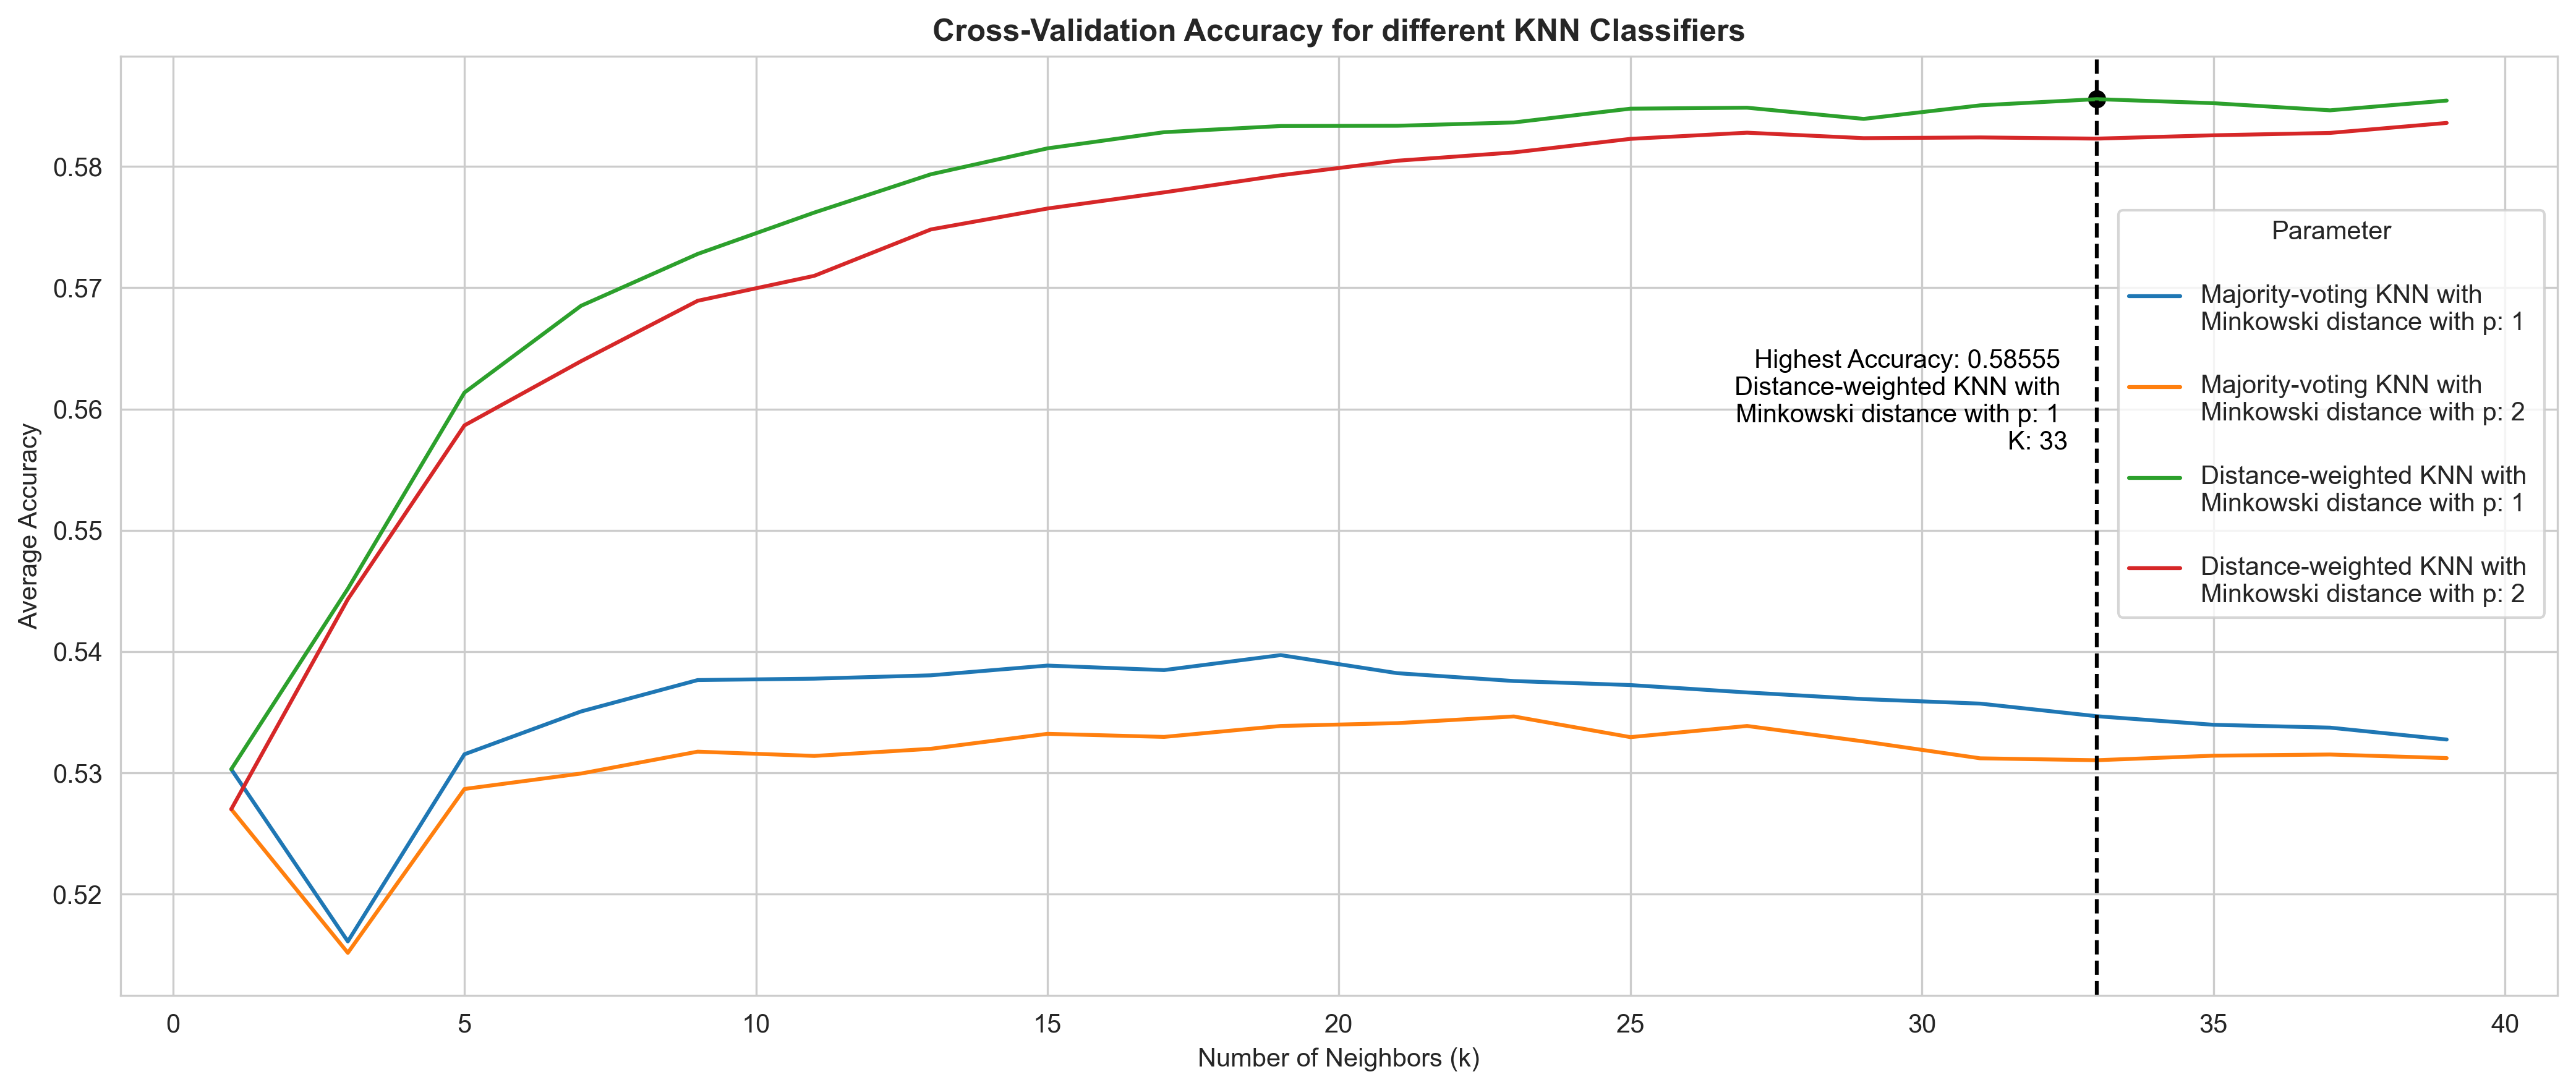 Cross-Validation Accuracy for different KNN Classifiers
Average Accuracy
0.58
0.57
0.56
0.55
0.54
0.53
0.52
Highest Accuracy: 0.58555
Distance-weighted KNN with
Minkowski distance with p: 1
K: 33
Parameter
Majority-voting KNN with
Minkowski distance with p: 1
Majority-voting KNN with
Minkowski distance with p: 2
Distance-weighted KNN with
Minkowski distance with p: 1
Distance-weighted KNN with
Minkowski distance with p: 2
0 5 10 15 20 25 30 35 40
Number of Neighbors (k)